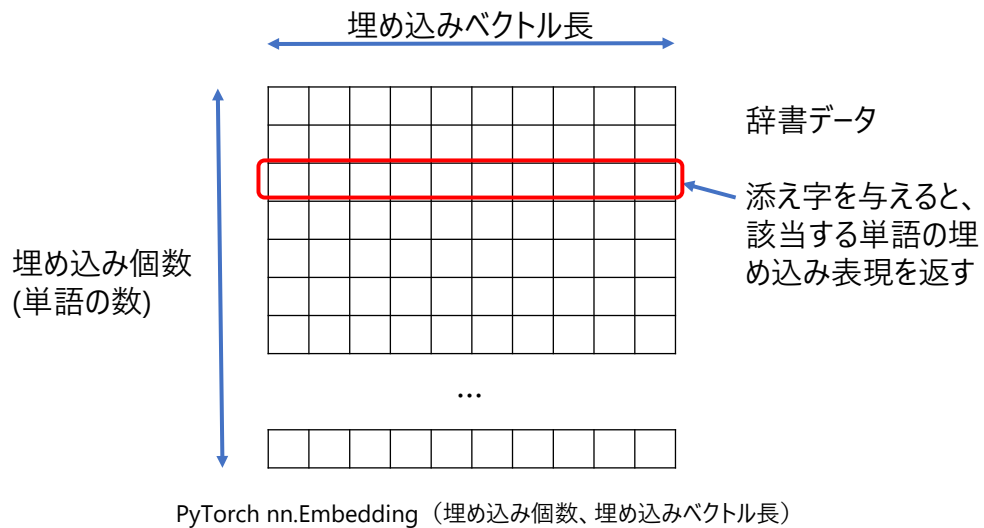 埋め込みベクトル長
辞書データ
添え字を与えると、
該当する単語の埋
め込み表現を返す
埋め込み個数
(単語の数)
...
PyTorch nn.Embedding（埋め込み個数、埋め込みベクトル長）